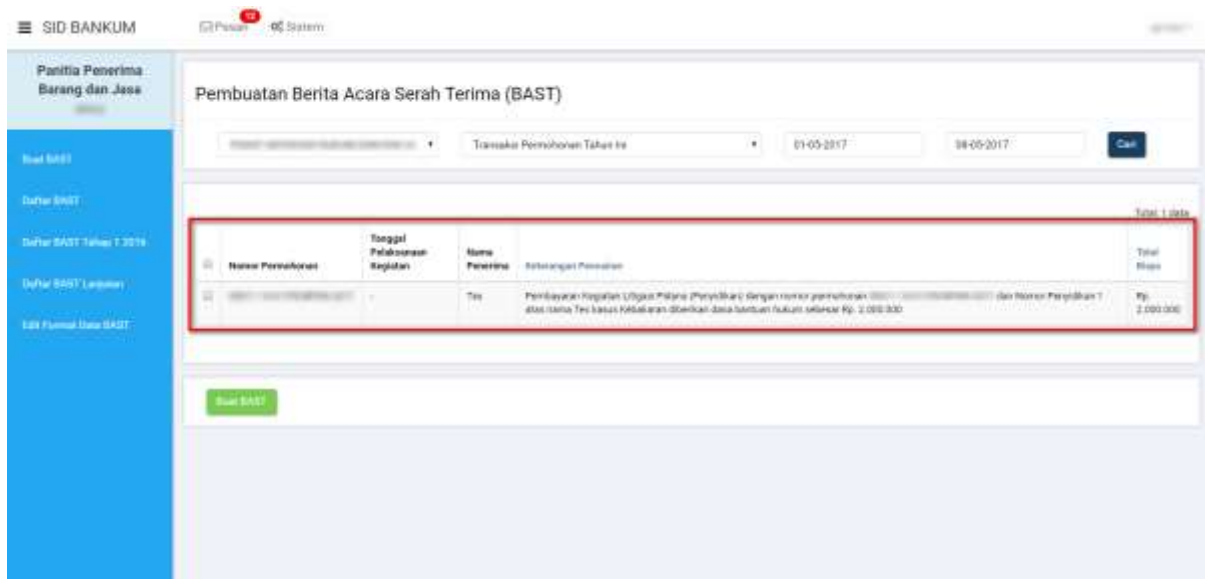 SID BANKUM
12
Pesan
Sistem
Panitia Penerima
Barang dan Jasa
Pembuatan Berita Acara Serah Terima (BAST)
Transaksi Permohonan Tahun Ini
01-05-2017
08-05-2017
Cari
Buat BAST
Daftar BAST
Daftar BAST Tahap 1 2016
Daftar BAST Lanjutan
Edit Format Data BAST
Total: 1 data
Nomor Permohonan
Tanggal
Pelaksanaan
Kegiatan
Nama
Penerima
Keterangan Pencairan
Total
Biaya
-
Tes
Pembayaran Kegiatan Litigasi Pidana (Penyidikan) dengan nomor permohonan
dan Nomor Penyidikan 1
atas nama Tes kasus Kebakaran diberikan dana bantuan hukum sebesar Rp. 2.000.000
Rp.
2.000.000
Buat BAST